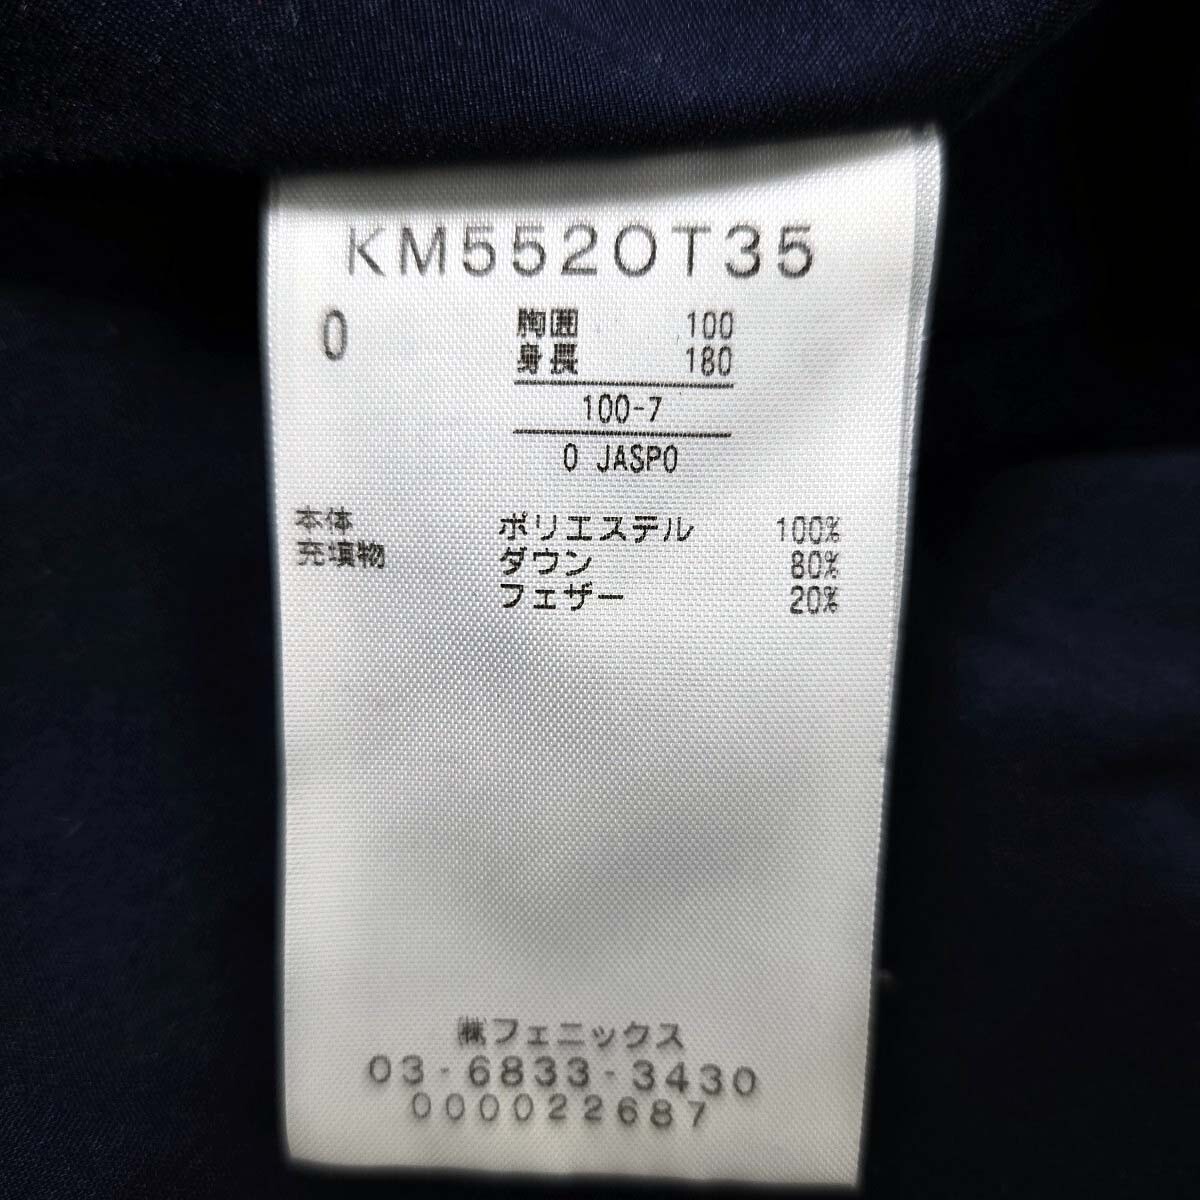 KM552OT35
0 胸囲 100
身長 180
100-7
O JASPO
本体 ポリエステル 100%
充填物 ダウン 80%
フェザー 20%
㈱フェニックス
03-6833-3430
000022687